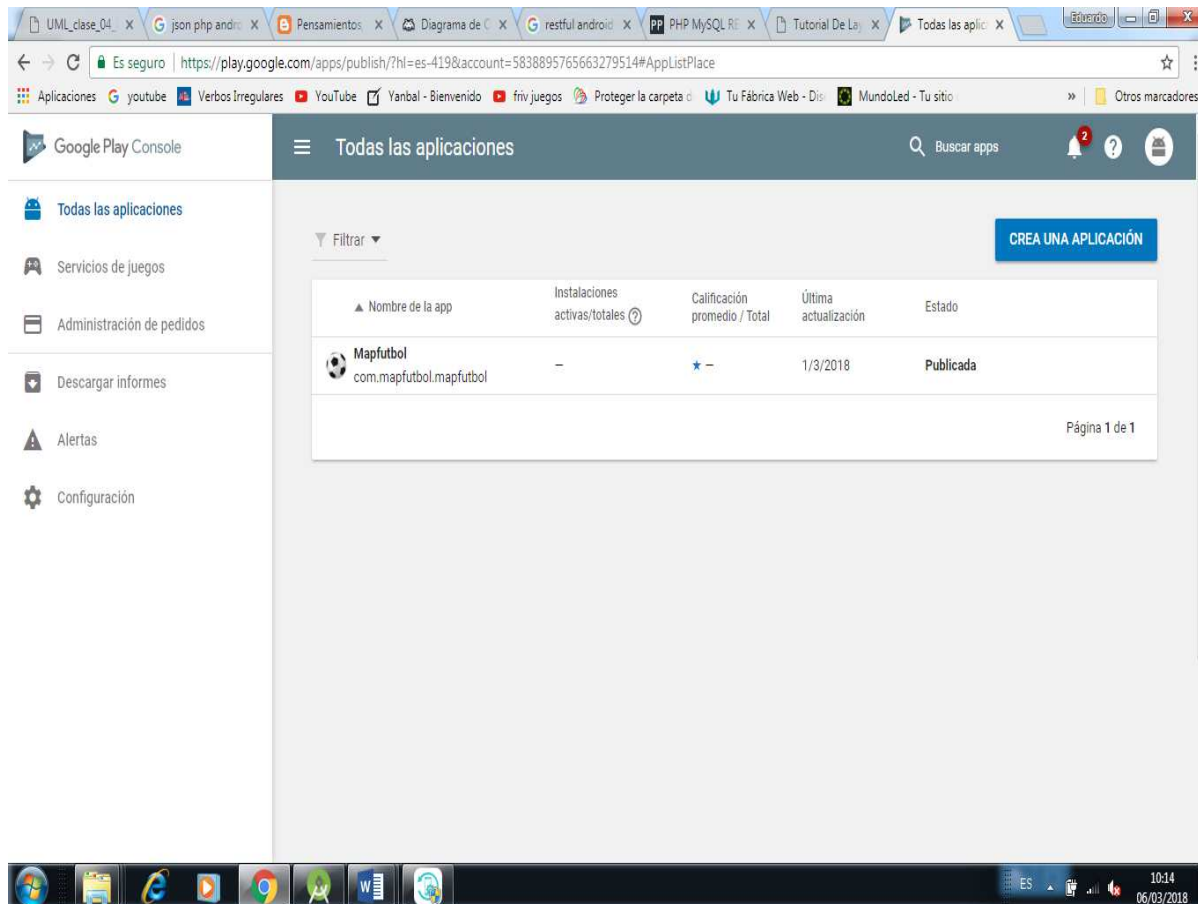 UML_clase_04_
json php andro
Pensamientos
Diagrama de C
restful android
PHP MySQL RE
Tutorial De La
Todas las aplic
Eduardo
Es seguro | https://play.google.com/apps/publish/?hl=es-419&account=5838895765663279514#AppListPlace
Aplicaciones youtube Verbos Irregulares YouTube Yanbal - Bienvenido friv juegos Proteger la carpeta d Tu Fábrica Web - Dis MundoLed - Tu sitio » Otros marcadores
Google Play Console
Todas las aplicaciones
Buscar apps
2
Todas las aplicaciones
Servicios de juegos
Administración de pedidos
Descargar informes
Alertas
Configuración
Filtrar
CREA UNA APLICACIÓN
Nombre de la app
Instalaciones
activas/totales
Calificación
promedio / Total
Última
actualización
Estado
Mapfutbol
com.mapfutbol.mapfutbol
–
★ –
1/3/2018
Publicada
Página 1 de 1
ES
10:14
06/03/2018